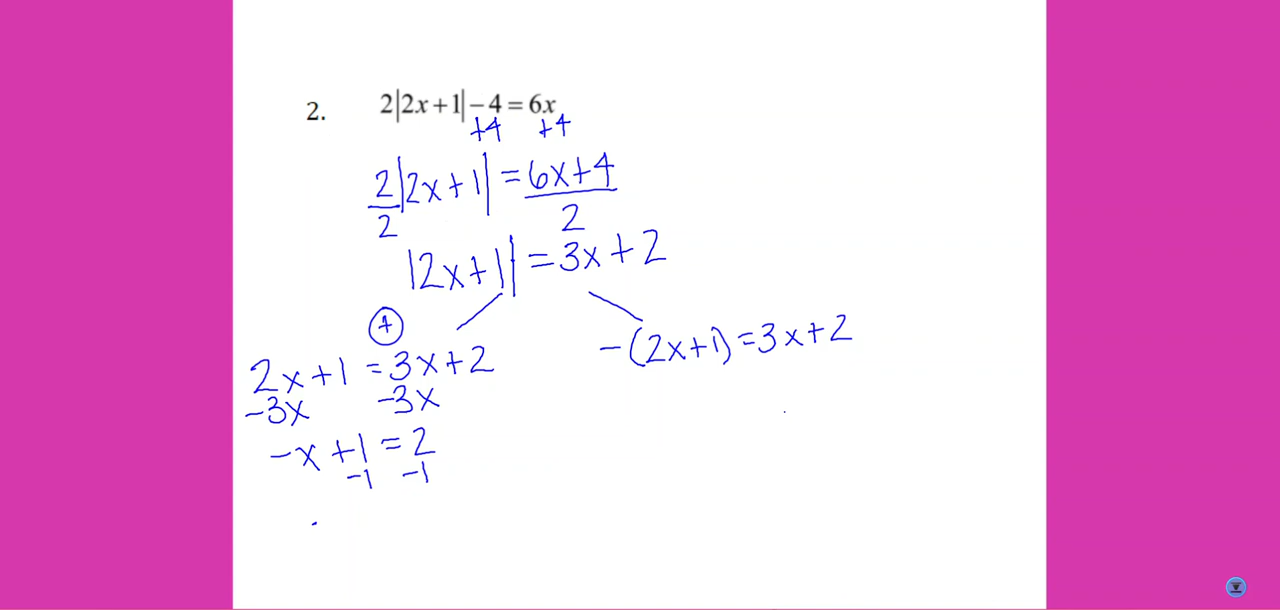 2. 2|2x+1|−4=6x
+4 +4
2|2x+1| = 6x+4
2 2
|2x+1| = 3x+2
+
2x+1 = 3x+2 -(2x+1) = 3x+2
-3x -3x
-x +1 = 2
-1 -1